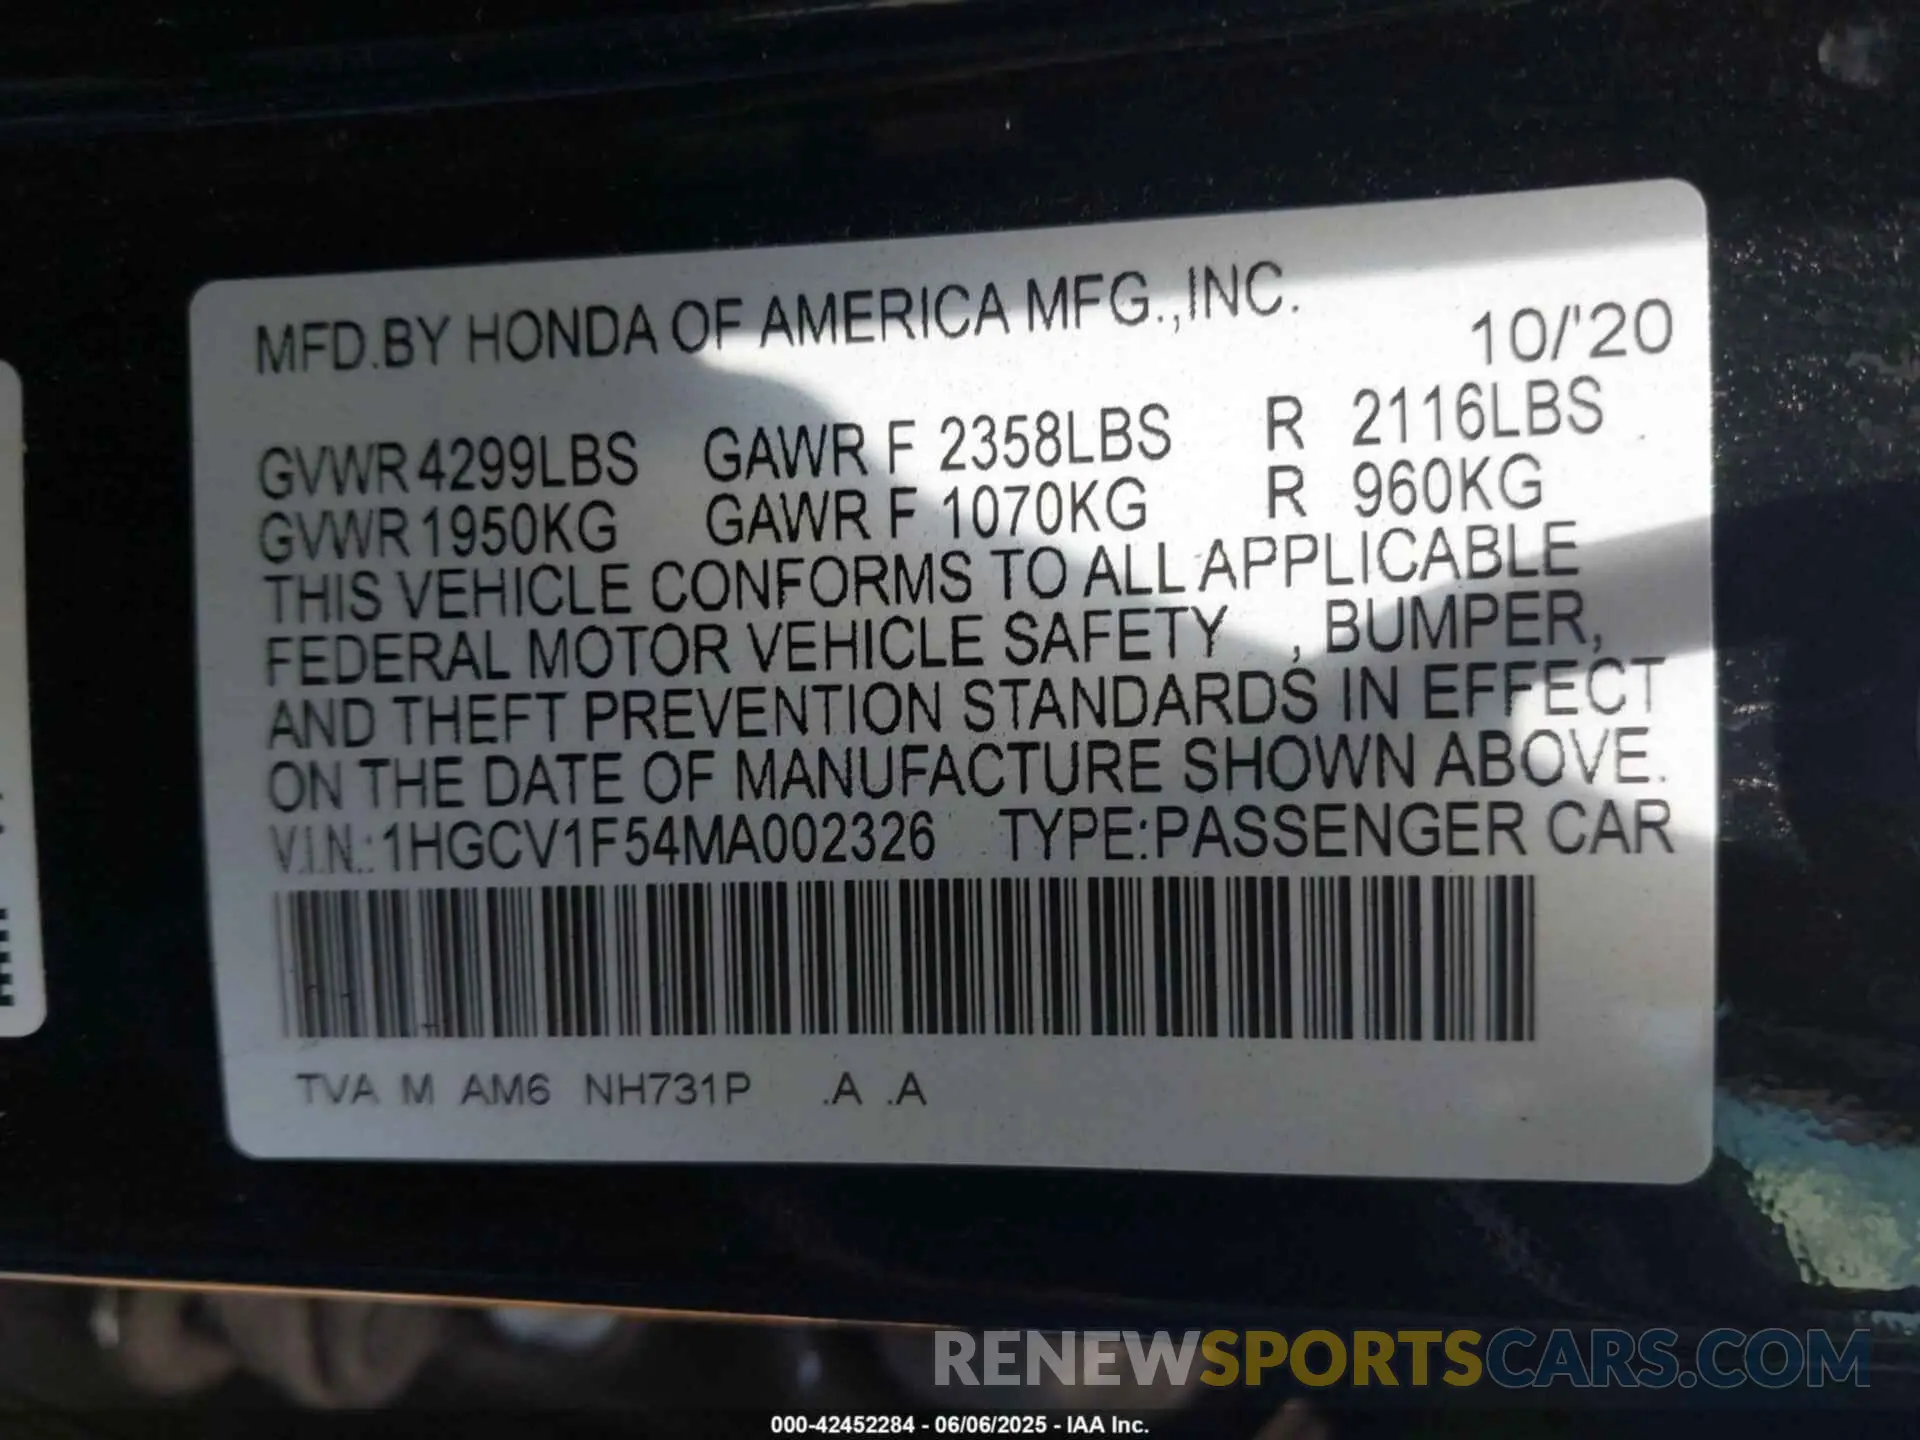 MFD.BY HONDA OF AMERICA MFG.,INC.
10/'20
GVWR 4299LBS GAWR F 2358LBS R 2116LBS
GVWR 1950KG GAWR F 1070KG R 960KG
THIS VEHICLE CONFORMS TO ALL APPLICABLE
FEDERAL MOTOR VEHICLE SAFETY , BUMPER,
AND THEFT PREVENTION STANDARDS IN EFFECT
ON THE DATE OF MANUFACTURE SHOWN ABOVE.
V.I.N.: 1HGCV1F54MA002326 TYPE:PASSENGER CAR
TVA M AM6 NH731P .A .A
RENEWSPORTSCARS.COM
000-42452284 - 06/06/2025 - IAA Inc.